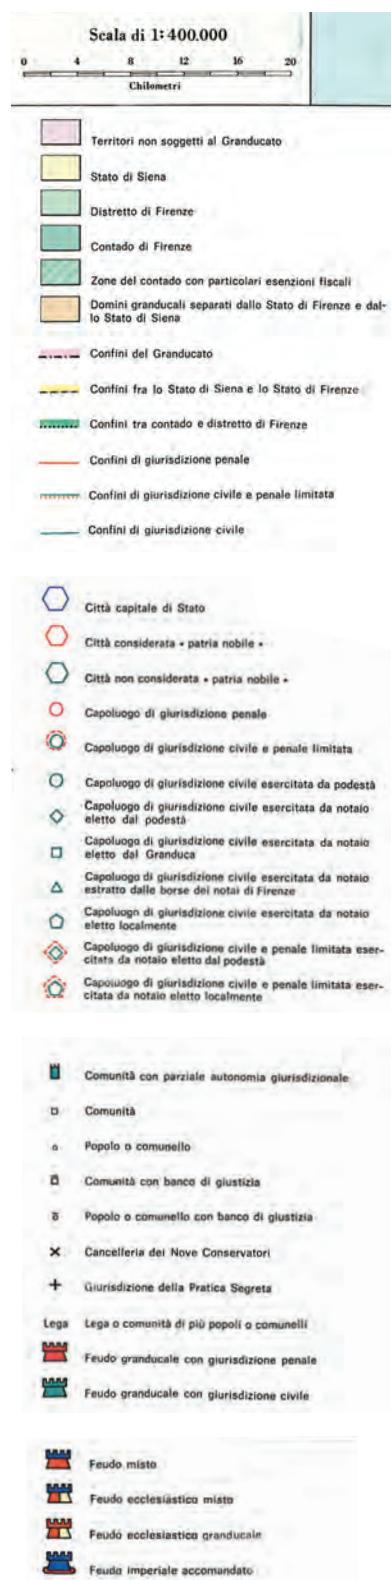 Scala di 1:400.000
0 4 8 12 16 20
Chilometri
Territori non soggetti al Granducato
Stato di Siena
Distretto di Firenze
Contado di Firenze
Zone del contado con particolari esenzioni fiscali
Domini granducali separati dallo Stato di Firenze e dal-
lo Stato di Siena
Confini del Granducato
Confini fra lo Stato di Siena e lo Stato di Firenze
Confini tra contado e distretto di Firenze
Confini di giurisdizione penale
Confini di giurisdizione civile e penale limitata
Confini di giurisdizione civile
Città capitale di Stato
Città considerata « patria nobile »
Città non considerata « patria nobile »
Capoluogo di giurisdizione penale
Capoluogo di giurisdizione civile e penale limitata
Capoluogo di giurisdizione civile esercitata da podestà
Capoluogo di giurisdizione civile esercitata da notaio
eletto dal podestà
Capoluogo di giurisdizione civile esercitata da notaio
eletto dal Granduca
Capoluogo di giurisdizione civile esercitata da notaio
estratto dalle borse dei notai di Firenze
Capoluogo di giurisdizione civile esercitata da notaio
eletto localmente
Capoluogo di giurisdizione civile e penale limitata eser-
citata da notaio eletto dal podestà
Capoluogo di giurisdizione civile e penale limitata eser-
citata da notaio eletto localmente
Comunità con parziale autonomia giurisdizionale
Comunità
Popolo o comunello
Comunità con banco di giustizia
Popolo o comunello con banco di giustizia
Cancelleria dei Nove Conservatori
Giurisdizione della Pratica Segreta
Lega Lega o comunità di più popoli o comunelli
Feudo granducale con giurisdizione penale
Feudo granducale con giurisdizione civile
Feudo misto
Feudo ecclesiastico misto
Feudo ecclesiastico granducale
Feudo imperiale accomandato